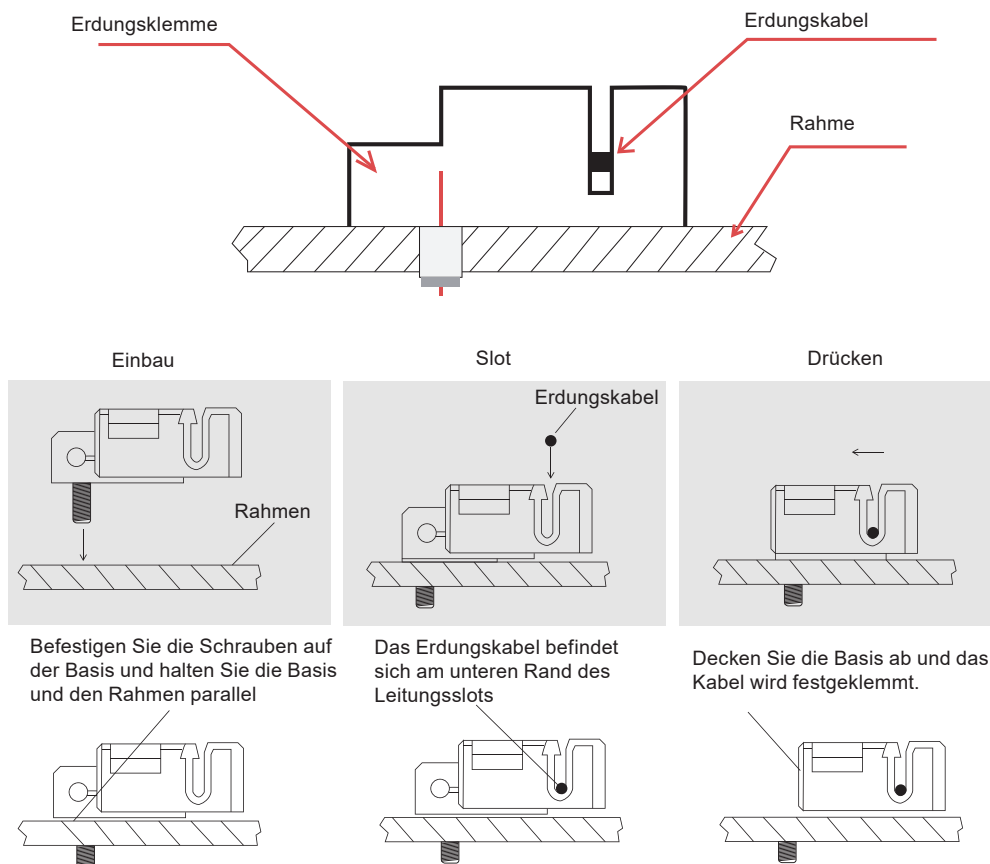 Erdungsklemme
Erdungskabel
Rahme
Einbau
Slot
Drücken
Erdungskabel
Rahmen
Befestigen Sie die Schrauben auf
der Basis und halten Sie die Basis
und den Rahmen parallel
Das Erdungskabel befindet
sich am unteren Rand des
Leitungsslots
Decken Sie die Basis ab und das
Kabel wird festgeklemmt.